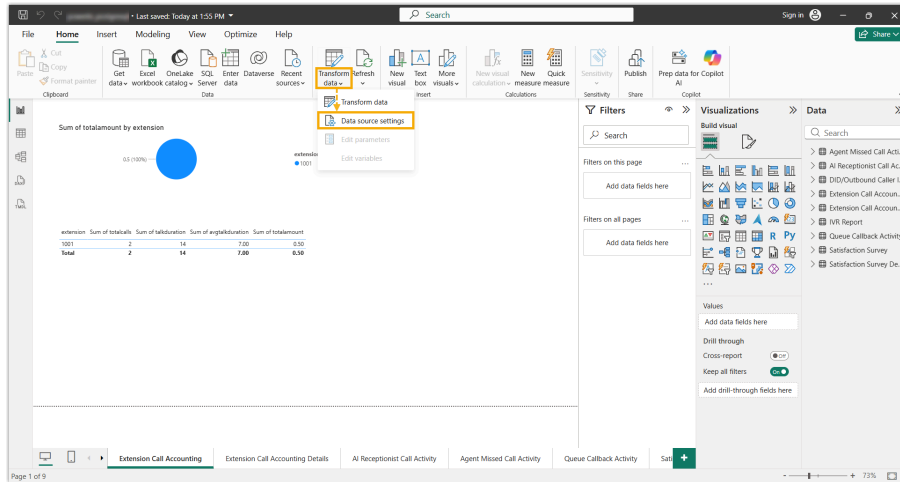 • Last saved: Today at 1:55 PM
Search
Sign in
File Home Insert Modeling View Optimize Help
Share
Paste
Cut
Copy
Format painter
Clipboard
Get data
Excel workbook
OneLake catalog
SQL Server
Enter data
Dataverse
Recent sources
Data
Transform data
Refresh
New visual
Text box
More visuals
Insert
New visual calculation
New measure
Quick measure
Calculations
Sensitivity
Sensitivity
Publish
Share
Prep data for AI
Copilot
Copilot
Transform data
Data source settings
Edit parameters
Edit variables
Sum of totalamount by extension
0.5 (100%)
extension
1001
extension Sum of totalcalls Sum of talkduration Sum of avgtalkduration Sum of totalamount
1001 2 14 7.00 0.50
Total 2 14 7.00 0.50
Filters
Search
Filters on this page
...
Add data fields here
Filters on all pages
...
Add data fields here
Visualizations
Build visual
R
Py
...
Values
Add data fields here
Drill through
Cross-report
Off
Keep all filters
On
Add drill-through fields here
Data
Search
Agent Missed Call Acti...
AI Receptionist Call Ac...
DID/Outbound Caller I...
Extension Call Accoun...
Extension Call Accoun...
IVR Report
Queue Callback Activity
Satisfaction Survey
Satisfaction Survey De...
Extension Call Accounting
Extension Call Accounting Details
AI Receptionist Call Activity
Agent Missed Call Activity
Queue Callback Activity
Sati
Page 1 of 9
73%